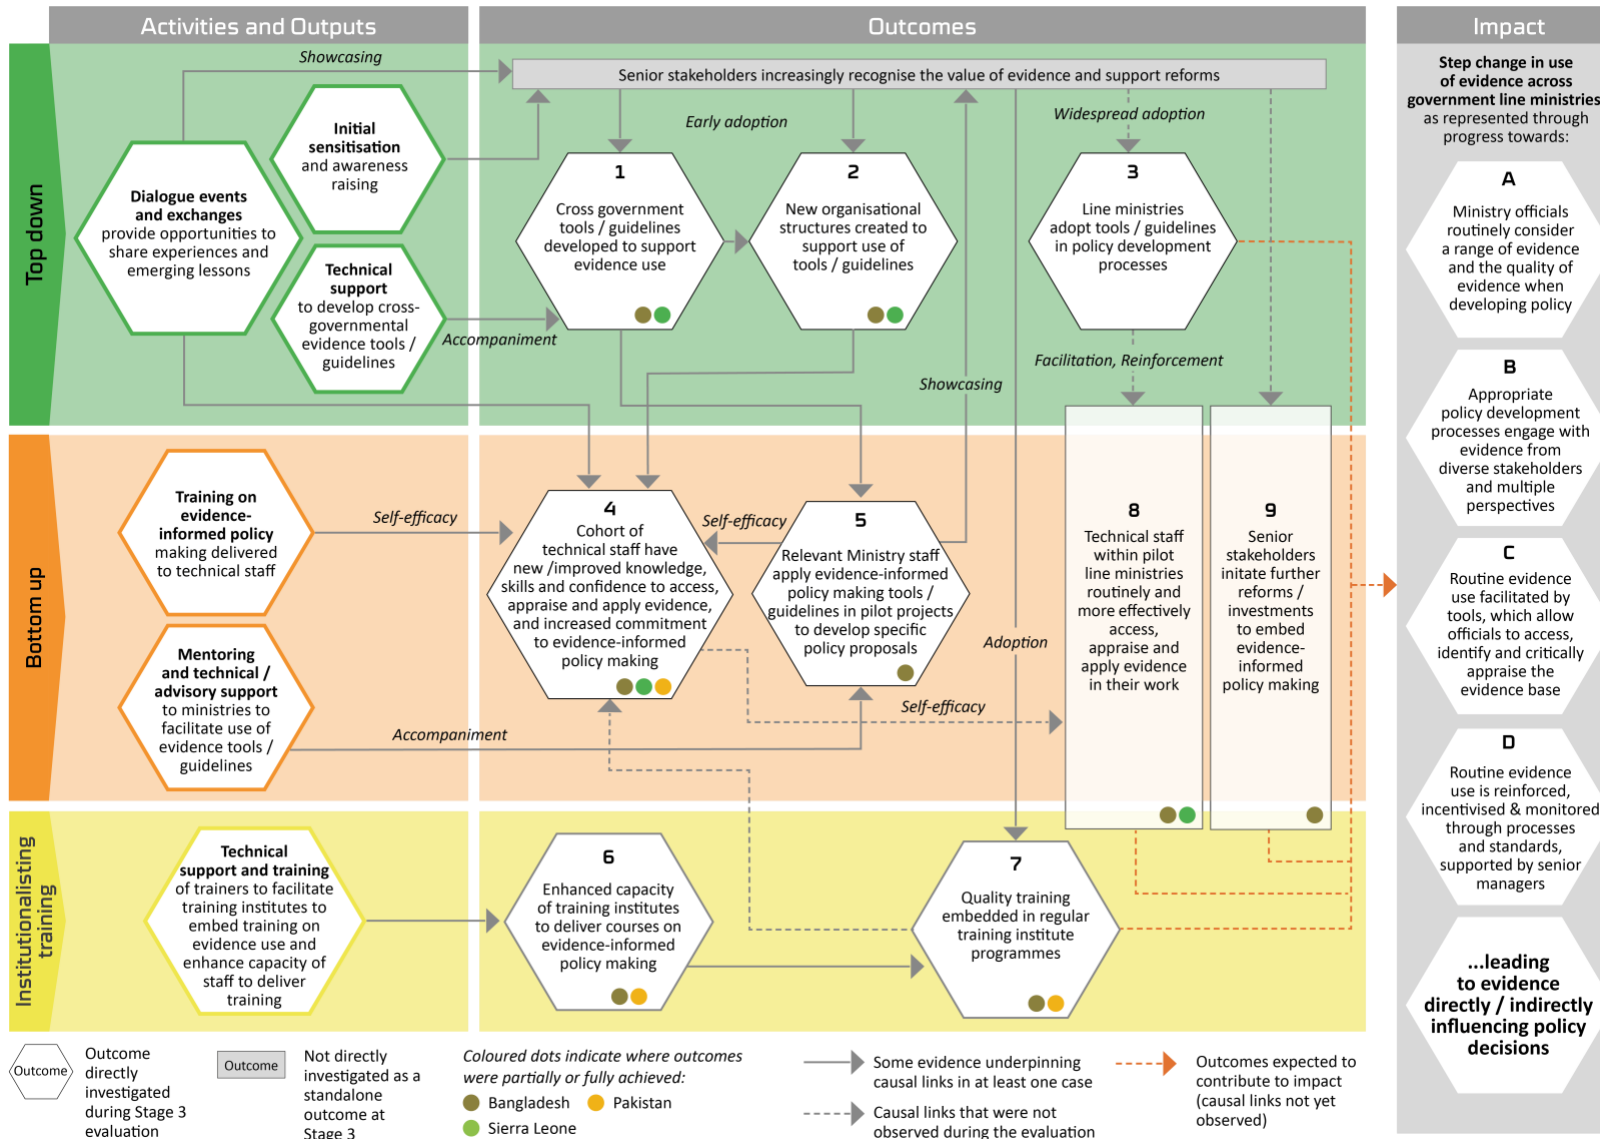 Activities and Outputs
Outcomes
Impact
Top down
Bottom up
Institutionalisting
training
Showcasing
Initial
sensitisation
and awareness
raising
Dialogue events
and exchanges
provide opportunities to
share experiences and
emerging lessons
Technical
support
to develop cross-
governmental
evidence tools /
guidelines
Accompaniment
Senior stakeholders increasingly recognise the value of evidence and support reforms
Early adoption
Widespread adoption
1
Cross government
tools / guidelines
developed to support
evidence use
2
New organisational
structures created to
support use of
tools / guidelines
3
Line ministries
adopt tools / guidelines
in policy development
processes
Showcasing
Facilitation, Reinforcement
Training on
evidence-
informed policy
making delivered
to technical staff
Self-efficacy
Mentoring
and technical /
advisory support
to ministries to
facilitate use of
evidence tools /
guidelines
Accompaniment
4
Cohort of
technical staff have
new /improved knowledge,
skills and confidence to access,
appraise and apply evidence,
and increased commitment
to evidence-informed
policy making
Self-efficacy
5
Relevant Ministry staff
apply evidence-informed
policy making tools /
guidelines in pilot projects
to develop specific
policy proposals
Adoption
Self-efficacy
8
Technical staff
within pilot
line ministries
routinely and
more effectively
access,
appraise and
apply evidence
in their work
9
Senior
stakeholders
initate further
reforms /
investments
to embed
evidence-
informed
policy making
Technical
support and training
of trainers to facilitate
training institutes to
embed training on
evidence use and
enhance capacity of
staff to deliver
training
6
Enhanced capacity
of training institutes
to deliver courses on
evidence-informed
policy making
7
Quality training
embedded in regular
training institute
programmes
Step change in use
of evidence across
government line ministries
as represented through
progress towards:
A
Ministry officials
routinely consider
a range of evidence
and the quality of
evidence when
developing policy
B
Appropriate
policy development
processes engage with
evidence from
diverse stakeholders
and multiple
perspectives
C
Routine evidence
use facilitated by
tools, which allow
officials to access,
identify and critically
appraise the
evidence base
D
Routine evidence
use is reinforced,
incentivised & monitored
through processes
and standards,
supported by senior
managers
...leading
to evidence
directly / indirectly
influencing policy
decisions
Outcome
Outcome
directly
investigated
during Stage 3
evaluation
Outcome
Not directly
investigated as a
standalone
outcome at
Stage 3
Coloured dots indicate where outcomes
were partially or fully achieved:
Bangladesh
Pakistan
Sierra Leone
Some evidence underpinning
causal links in at least one case
Causal links that were not
observed during the evaluation
Outcomes expected to
contribute to impact
(causal links not yet
observed)